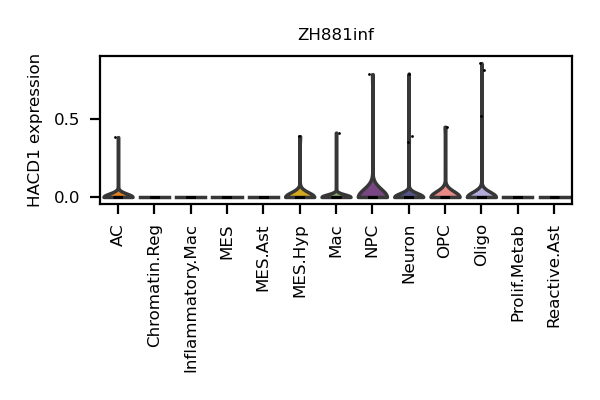 ZH881inf
HACD1 expression
0.5
0.0
AC
Chromatin.Reg
Inflammatory.Mac
MES
MES.Ast
MES.Hyp
Mac
NPC
Neuron
OPC
Oligo
Prolif.Metab
Reactive.Ast